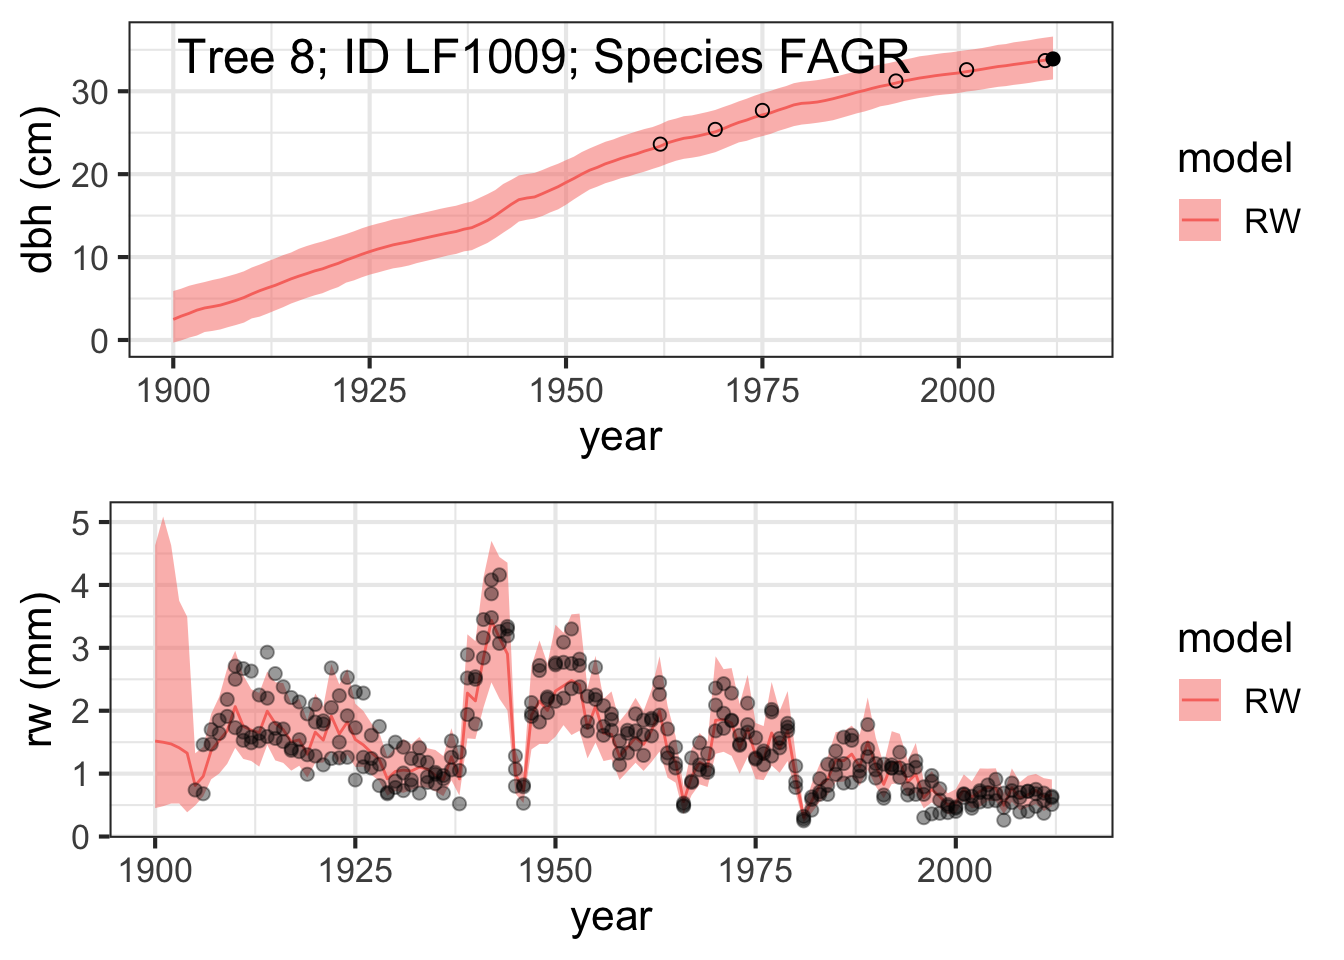 Tree 8; ID LF1009; Species FAGR
dbh (cm)
30
20
10
0
1900 1925 1950 1975 2000
year
model
RW
rw (mm)
5
4
3
2
1
0
1900 1925 1950 1975 2000
year
model
RW